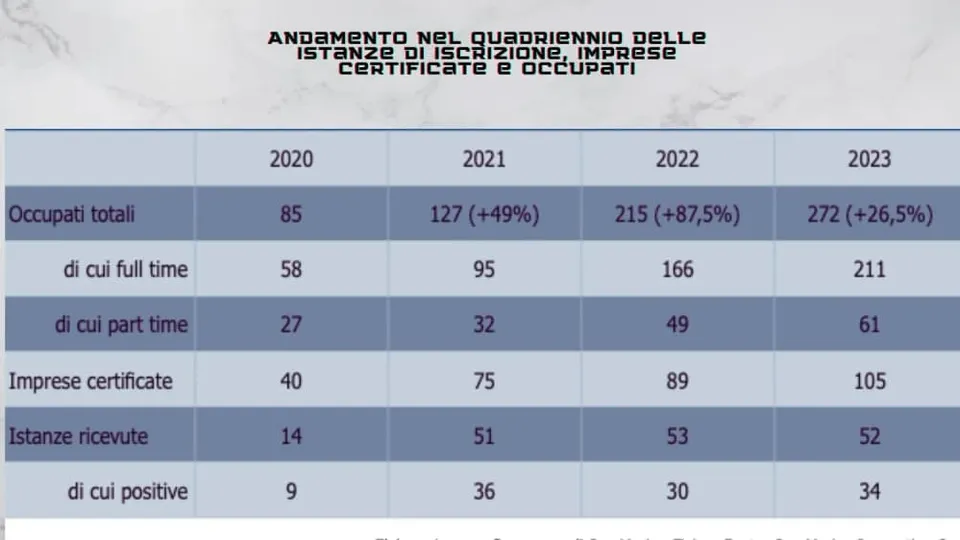 ANDAMENTO NEL QUADRIENNIO DELLE
ISTANZE DI ISCRIZIONE, IMPRESE
CERTIFICATE E OCCUPATI
2020 2021 2022 2023
Occupati totali 85 127 (+49%) 215 (+87,5%) 272 (+26,5%)
di cui full time 58 95 166 211
di cui part time 27 32 49 61
Imprese certificate 40 75 89 105
Istanze ricevute 14 51 53 52
di cui positive 9 36 30 34